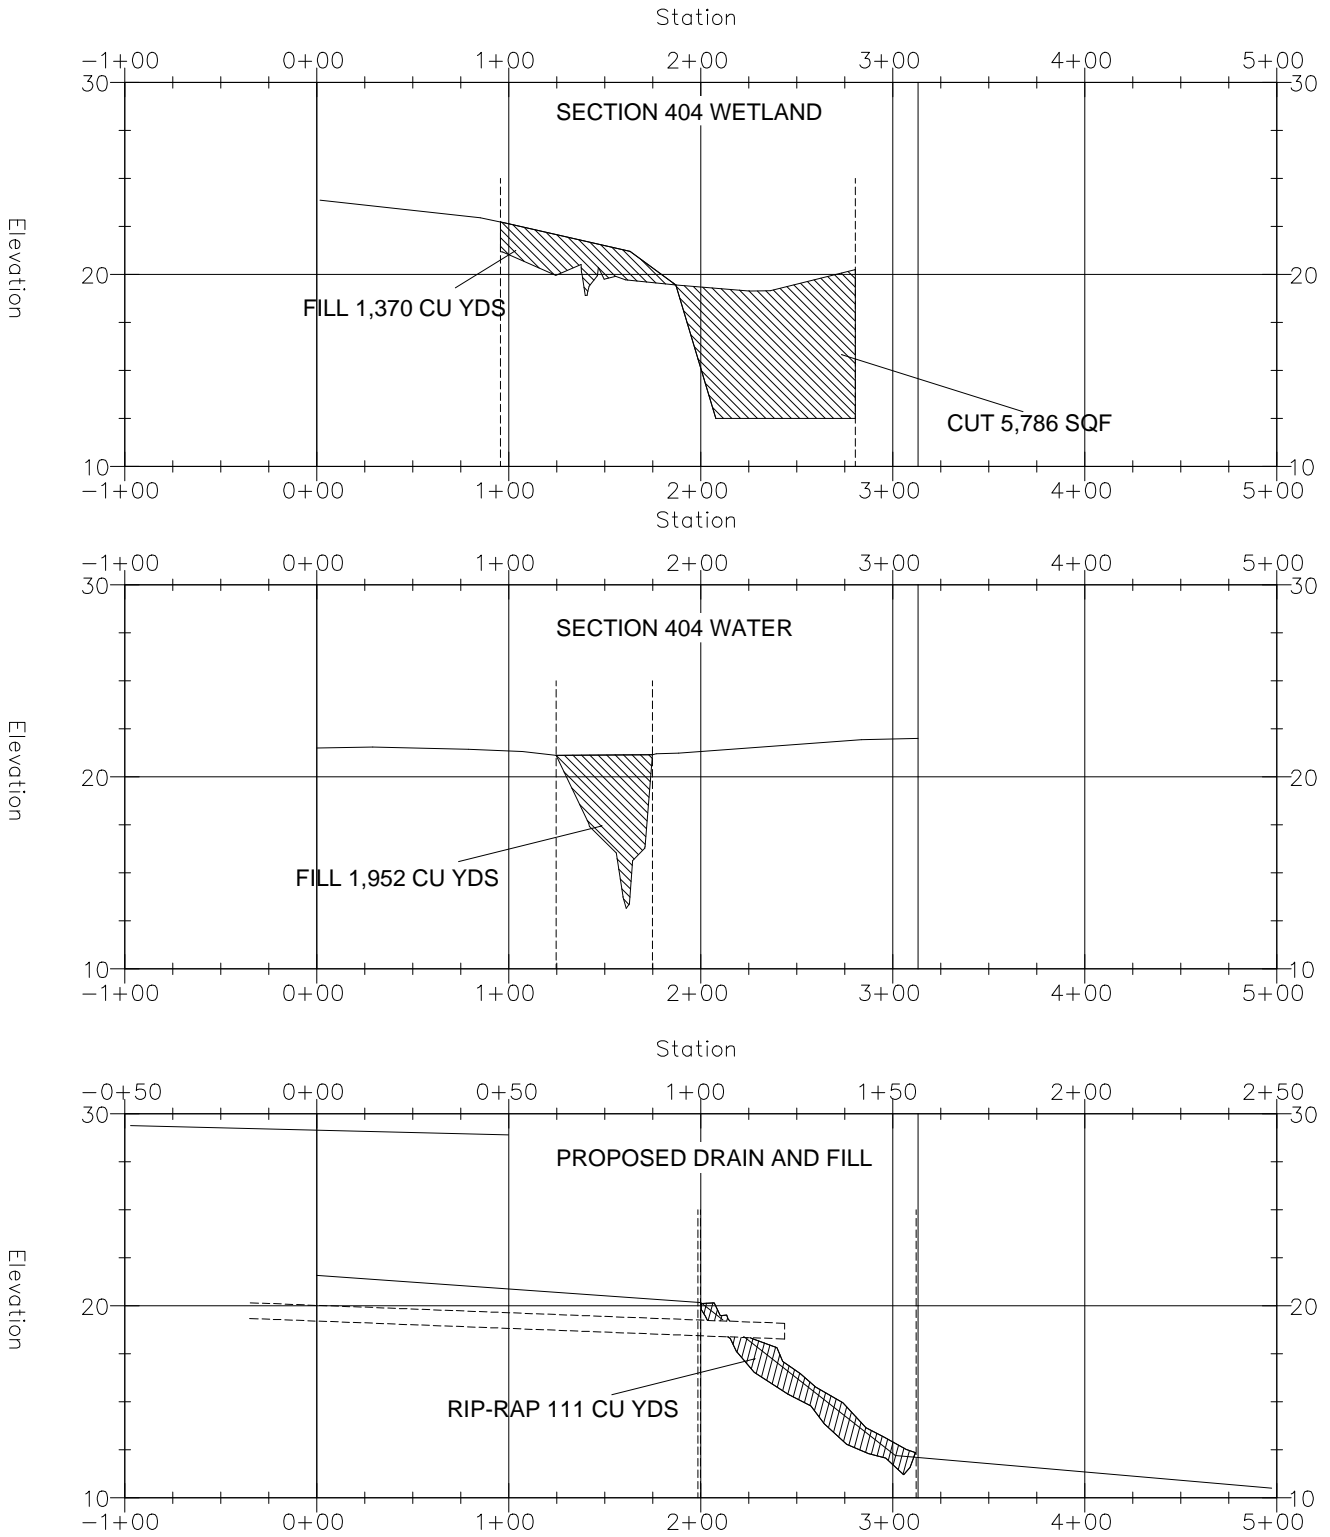 Station
−1+00 0+00 1+00 2+00 3+00 4+00 5+00
30 30
SECTION 404 WETLAND
Elevation
20 20
FILL 1,370 CU YDS
CUT 5,786 SQF
10 10
−1+00 0+00 1+00 2+00 3+00 4+00 5+00
Station
−1+00 0+00 1+00 2+00 3+00 4+00 5+00
30 30
SECTION 404 WATER
Elevation
20 20
FILL 1,952 CU YDS
10 10
−1+00 0+00 1+00 2+00 3+00 4+00 5+00
Station
−0+50 0+00 0+50 1+00 1+50 2+00 2+50
30 30
PROPOSED DRAIN AND FILL
Elevation
20 20
RIP-RAP 111 CU YDS
10 10
−1+00 0+00 1+00 2+00 3+00 4+00 5+00